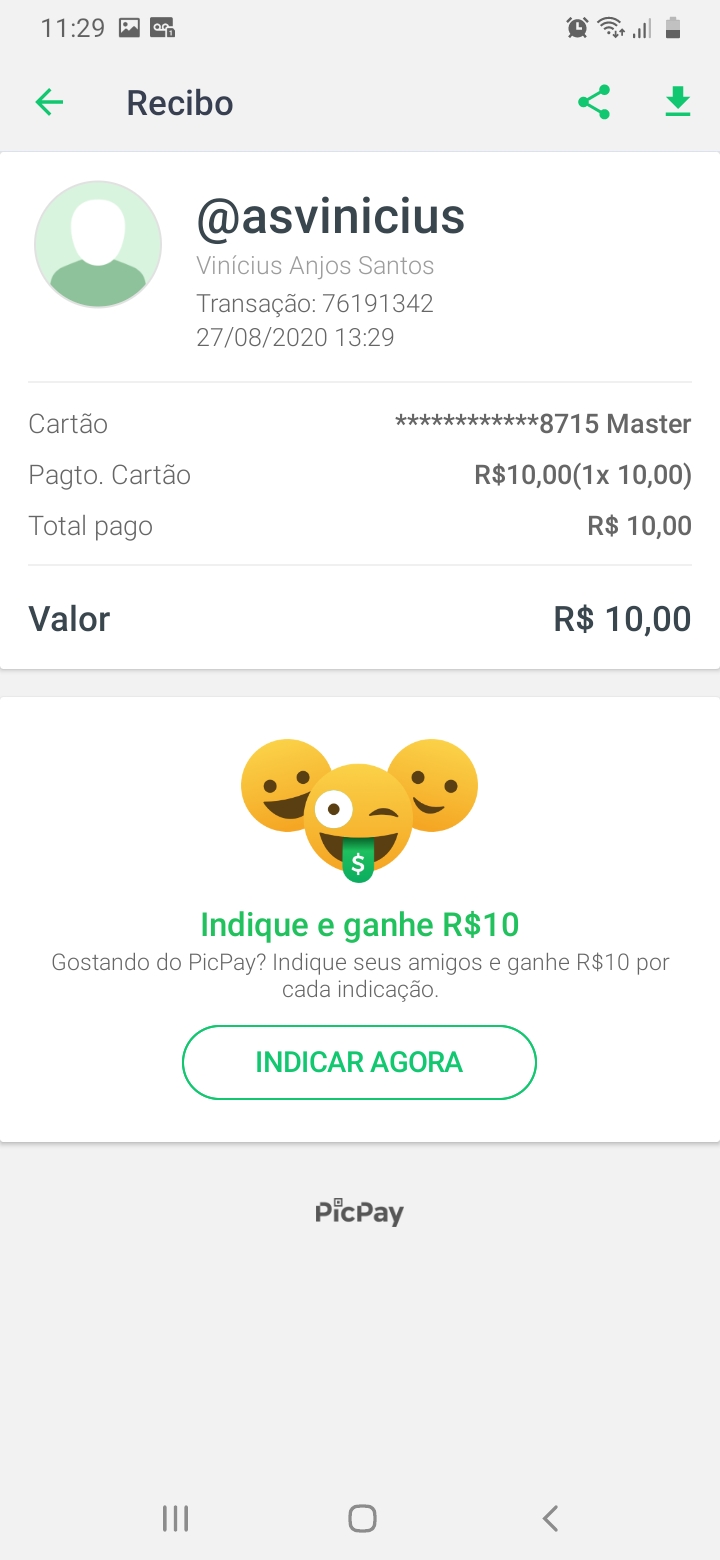 11:29
Recibo
@asvinicius
Vinícius Anjos Santos
Transação: 76191342
27/08/2020 13:29
Cartão ************8715 Master
Pagto. Cartão R$10,00(1x 10,00)
Total pago R$ 10,00
Valor R$ 10,00
$
Indique e ganhe R$10
Gostando do PicPay? Indique seus amigos e ganhe R$10 por
cada indicação.
INDICAR AGORA
PicPay